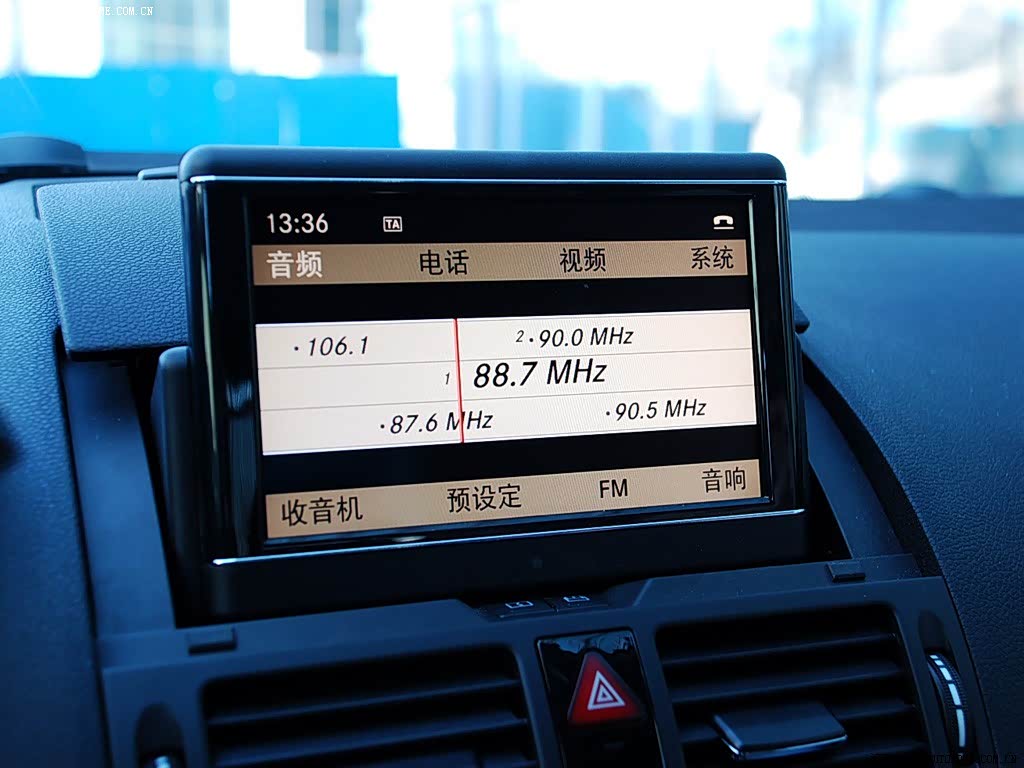 13:36 TA
音频 电话 视频 系统
·106.1 2·90.0 MHz
1 88.7 MHz
·87.6 MHz ·90.5 MHz
收音机 预设定 FM 音响